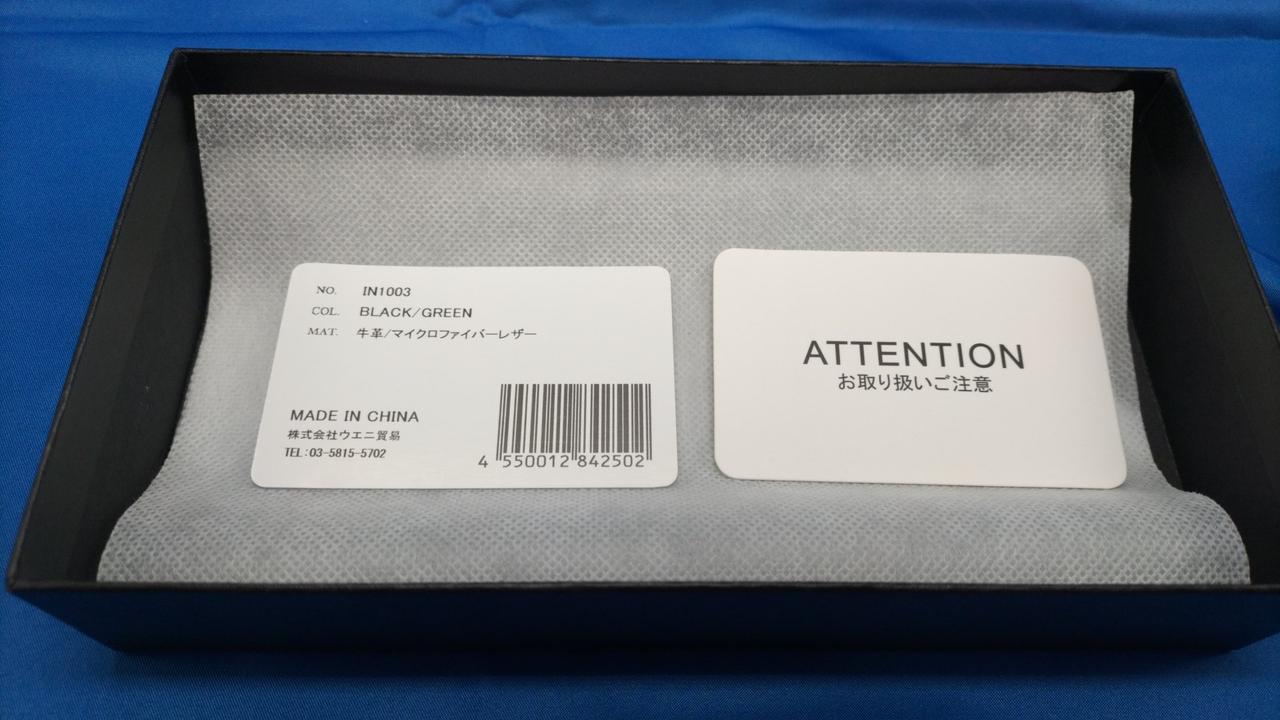 NO. IN1003
COL. BLACK/GREEN
MAT. 牛革/マイクロファイバーレザー
MADE IN CHINA
株式会社ウエニ貿易
TEL:03-5815-5702
4 550012 842502
ATTENTION
お取り扱いご注意